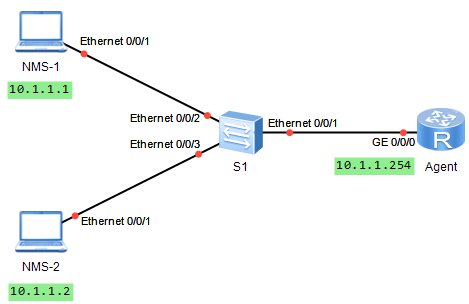 Ethernet 0/0/1
NMS-1
10.1.1.1
Ethernet 0/0/2
Ethernet 0/0/1
Ethernet 0/0/3
GE 0/0/0
R
S1
10.1.1.254
Agent
Ethernet 0/0/1
NMS-2
10.1.1.2